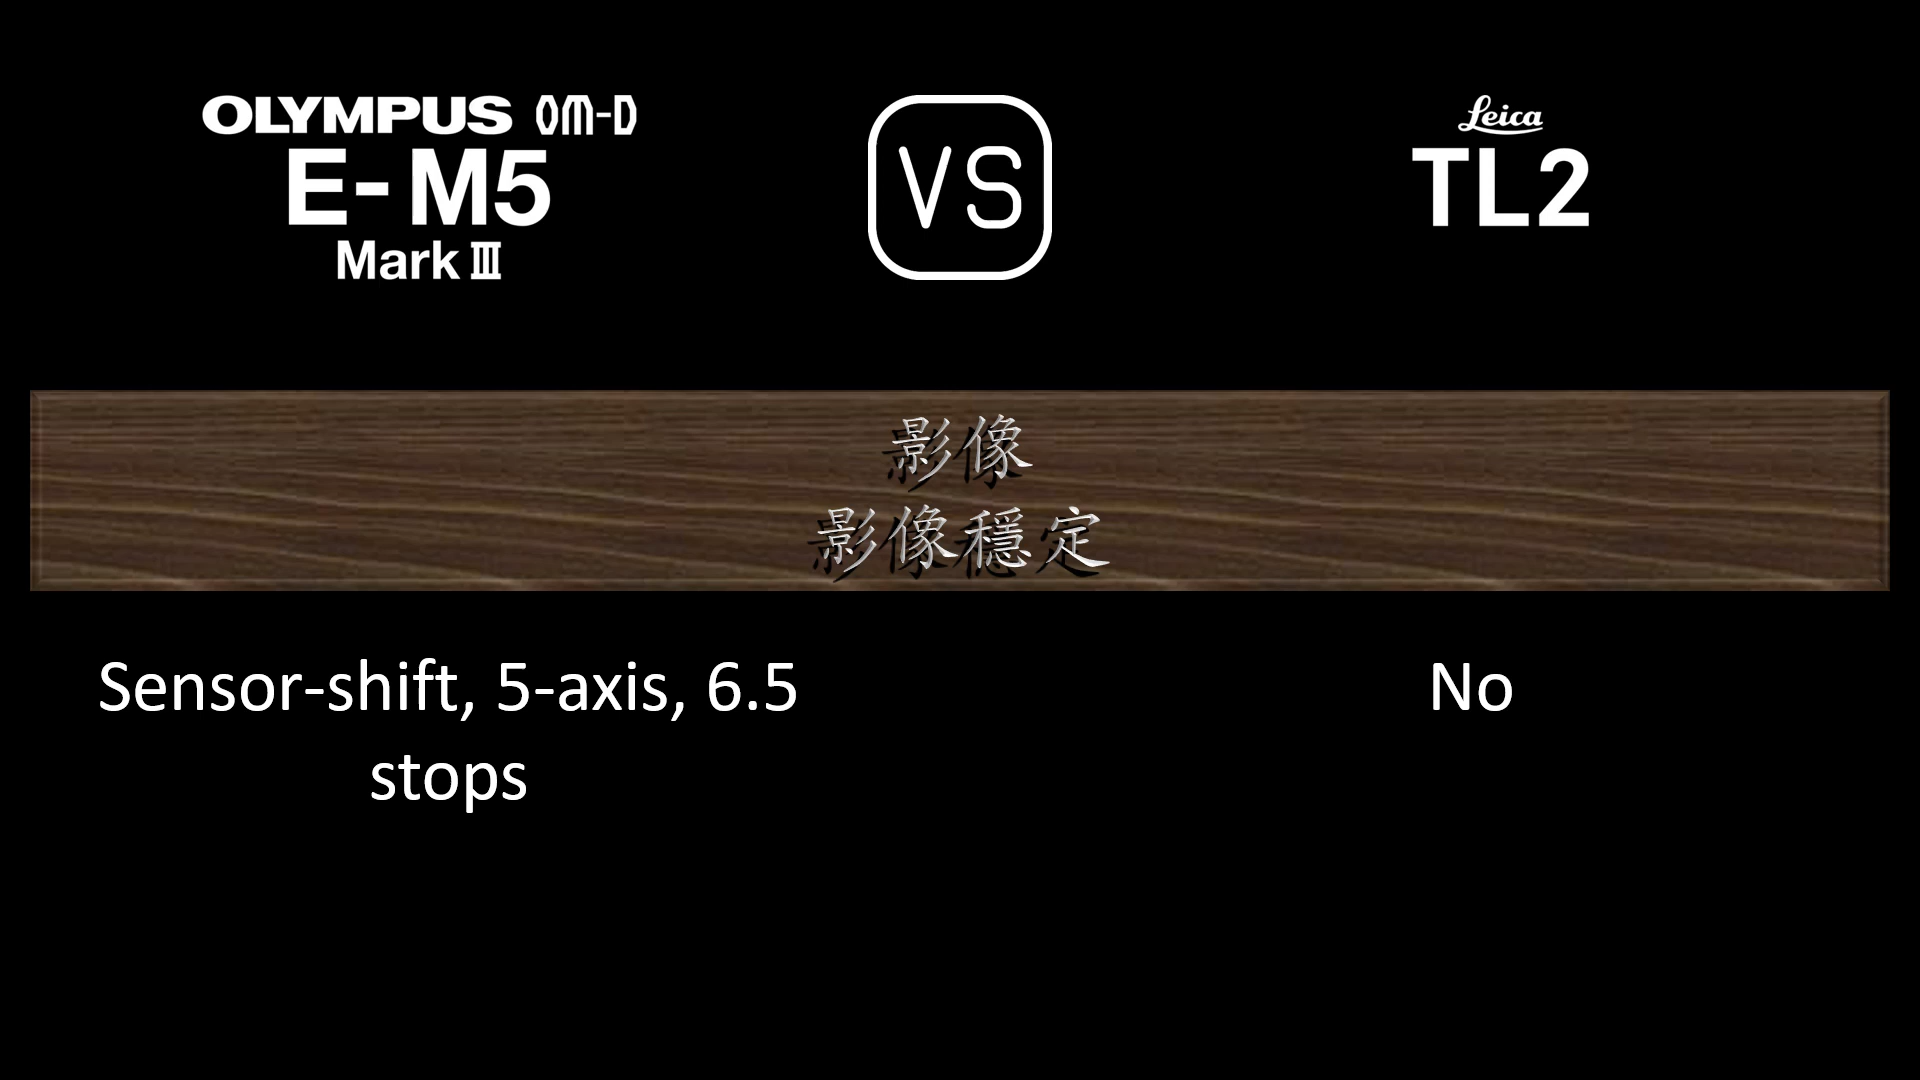 OLYMPUS OM-D
E-M5
Mark III
VS
Leica
TL2
影像
影像穩定
Sensor-shift, 5-axis, 6.5
stops
No